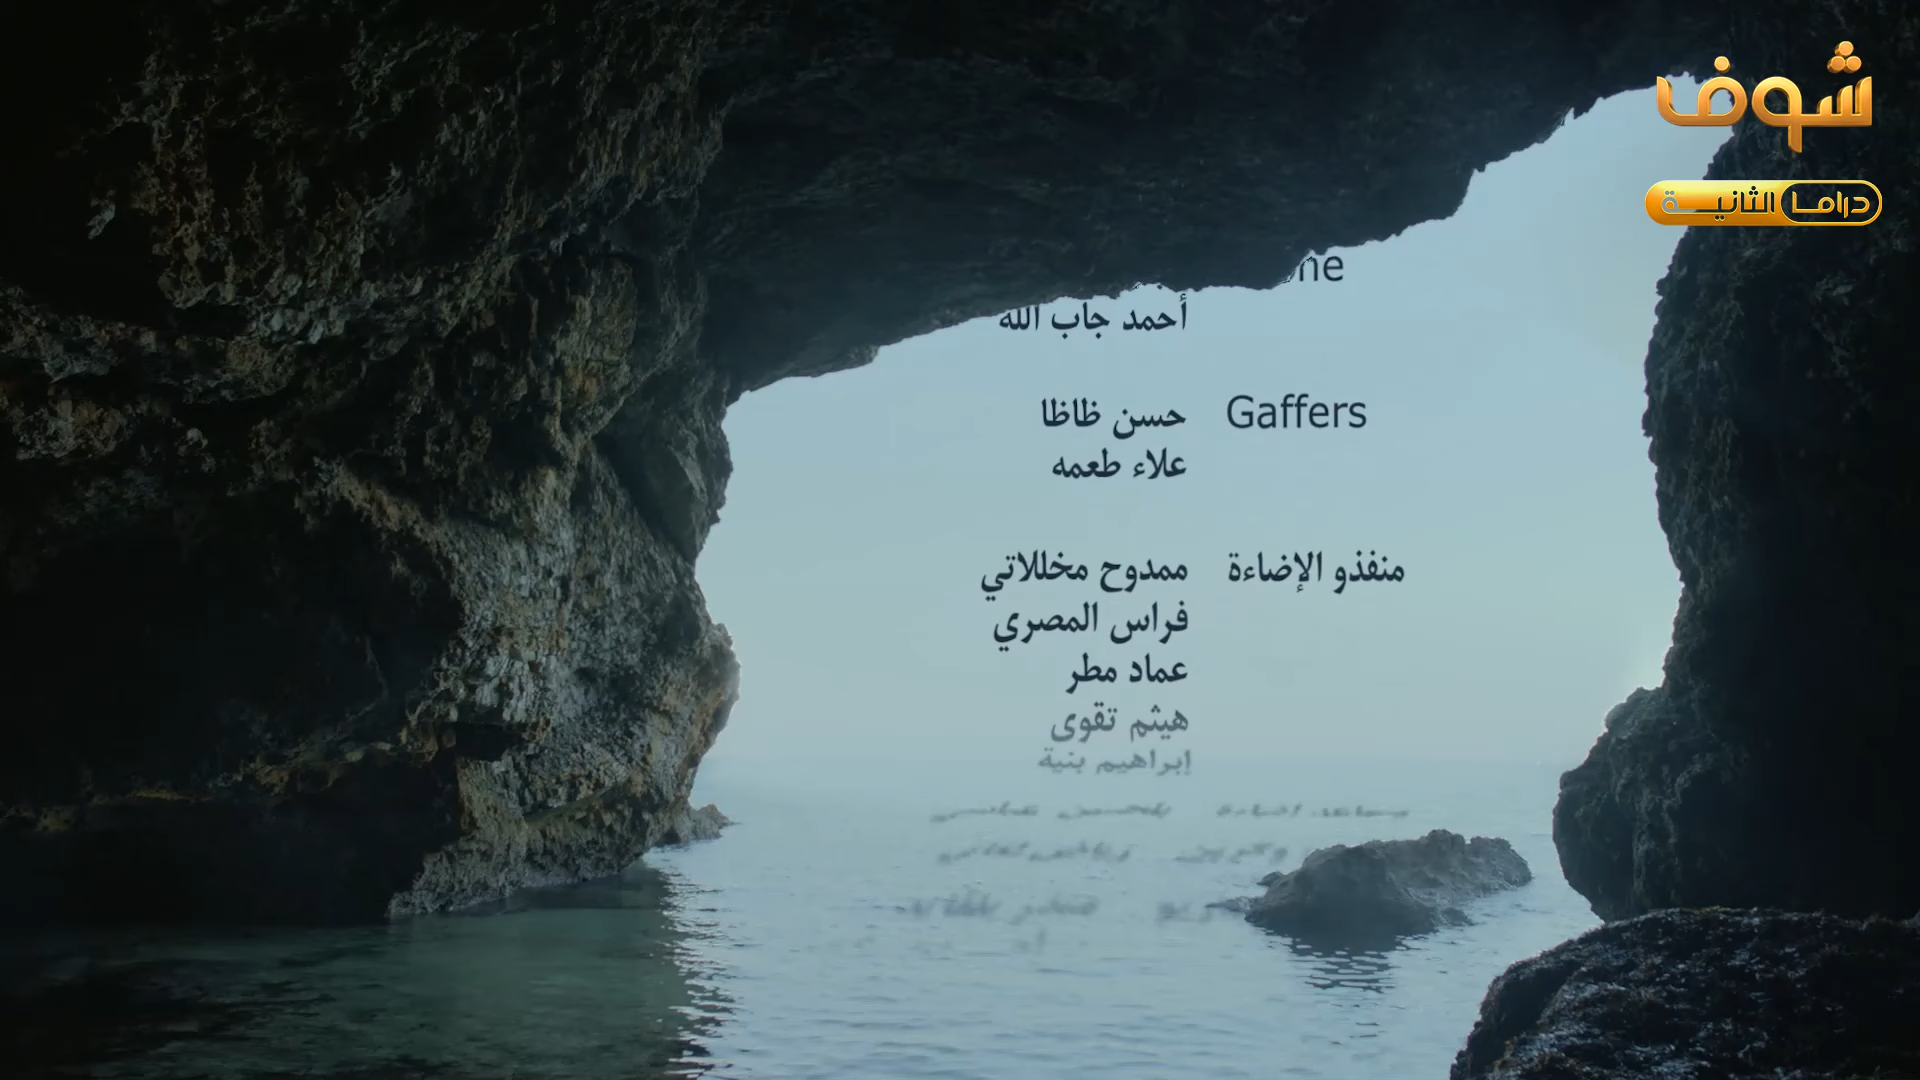 شوف
دراما الثانية
أحمد جاب الله
Gaffers حسن ظاظا
علاء طعمه
منفذو الإضاءة ممدوح مخللاتي
فراس المصري
عماد مطر
هيثم تقوى
إبراهيم بنية